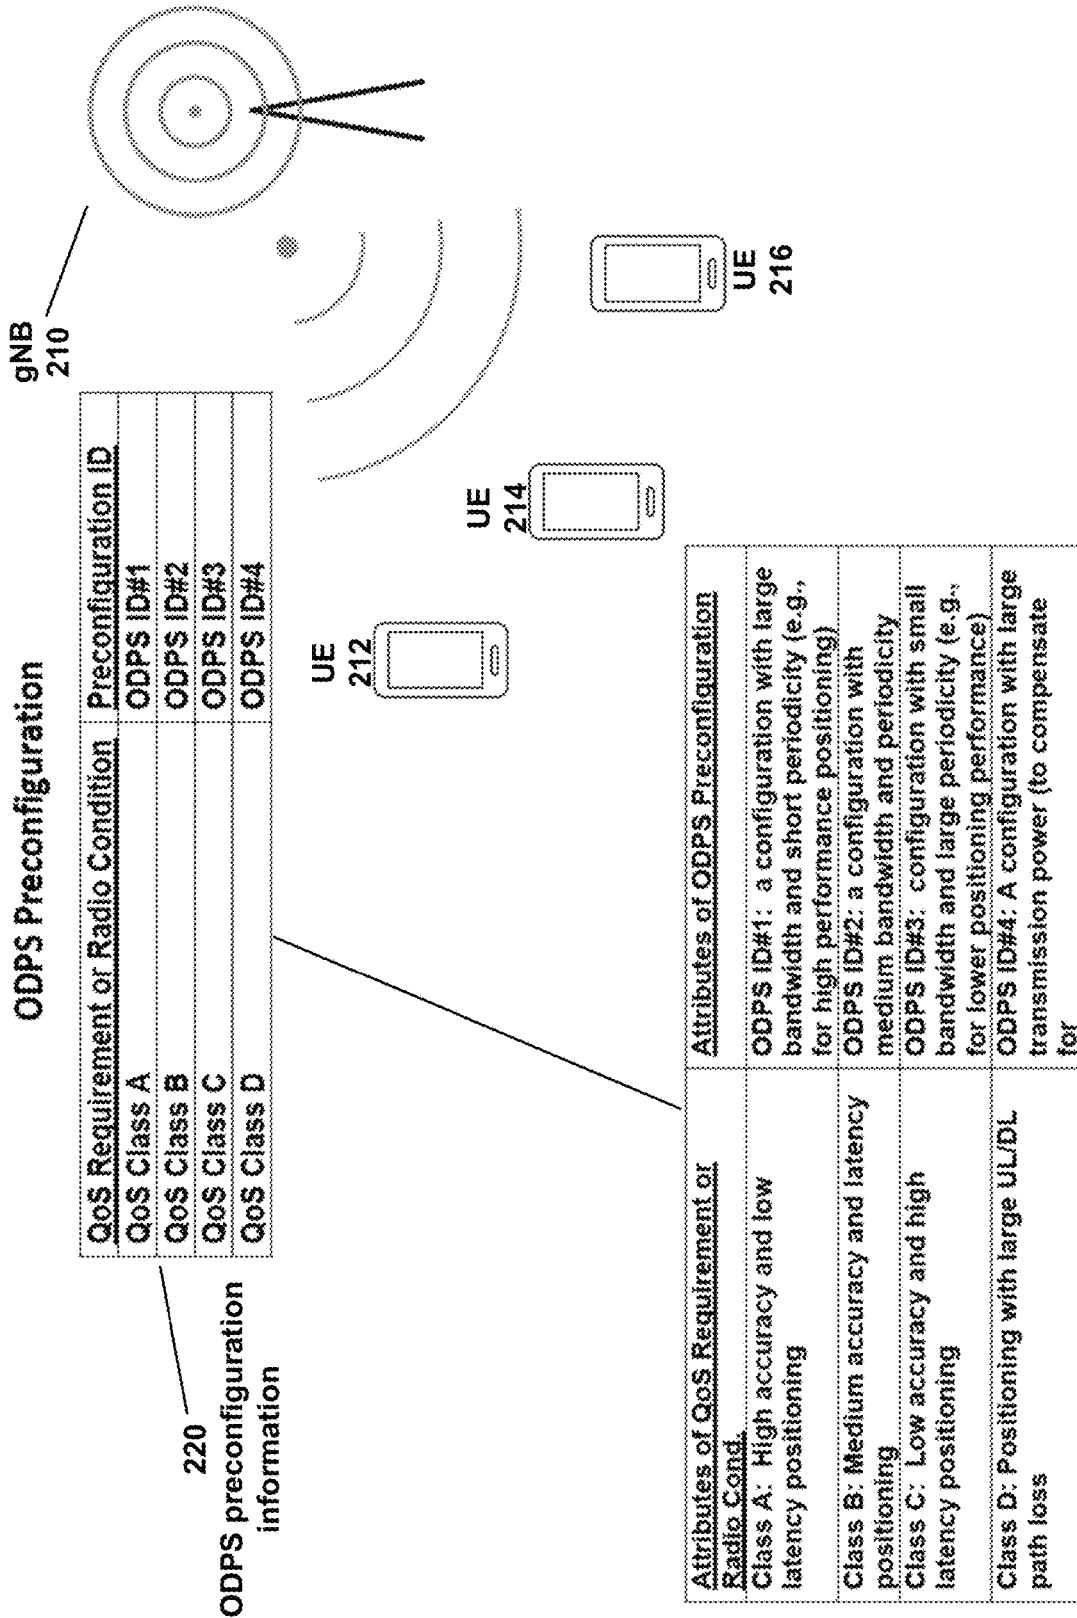 ODPS Preconfiguration
gNB
210
QoS Requirement or Radio Condition
Preconfiguration ID
QoS Class A
ODPS ID#1
QoS Class B
ODPS ID#2
QoS Class C
ODPS ID#3
QoS Class D
ODPS ID#4
220
ODPS preconfiguration
information
UE
212
UE
214
UE
216
Attributes of QoS Requirement or
Radio Cond.
Attributes of ODPS Preconfiguration
Class A: High accuracy and low
latency positioning
ODPS ID#1: a configuration with large
bandwidth and short periodicity (e.g.,
for high performance positioning)
Class B: Medium accuracy and latency
positioning
ODPS ID#2: a configuration with
medium bandwidth and periodicity
Class C: Low accuracy and high
latency positioning
ODPS ID#3: configuration with small
bandwidth and large periodicity (e.g.,
for lower positioning performance)
Class D: Positioning with large UL/DL
path loss
ODPS ID#4: A configuration with large
transmission power (to compensate
for